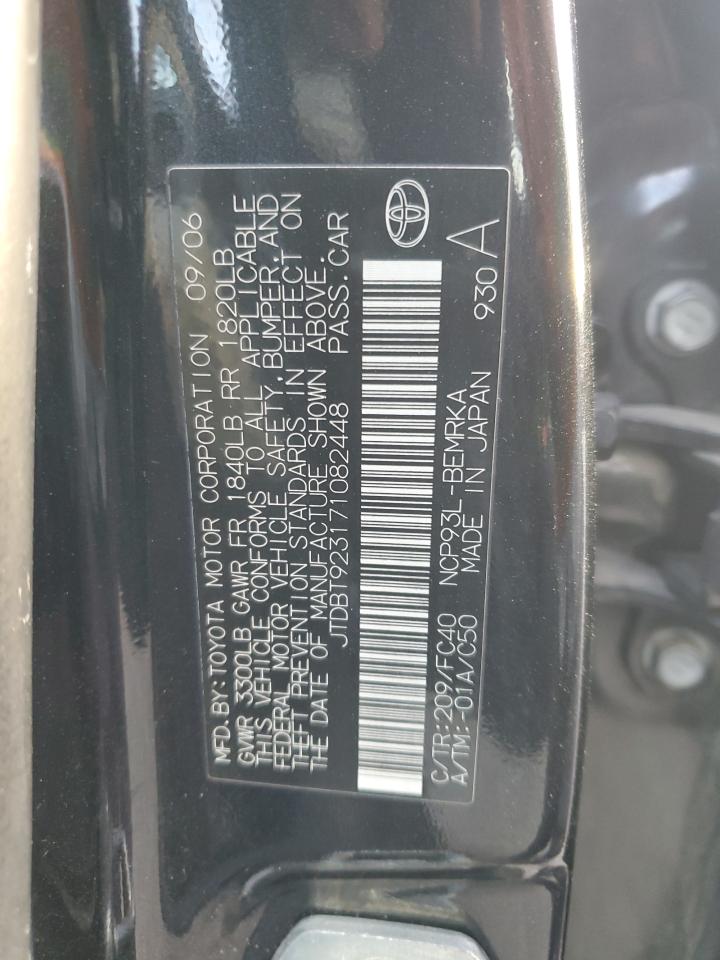 MFD.BY:TOYOTA MOTOR CORPORATION 09/06
GVWR 3300LB GAWR FR 1840LB RR 1820LB
THIS VEHICLE CONFORMS TO ALL APPLICABLE
FEDERAL MOTOR VEHICLE SAFETY,BUMPER,AND
THEFT PREVENTION STANDARDS IN EFFECT ON
THE DATE OF MANUFACTURE SHOWN ABOVE.
JTDBT923171082448 PASS.CAR
C/TR:209/FC40 NCP93L-BEMRKA 930 A
A/TM:-01A/C50 MADE IN JAPAN